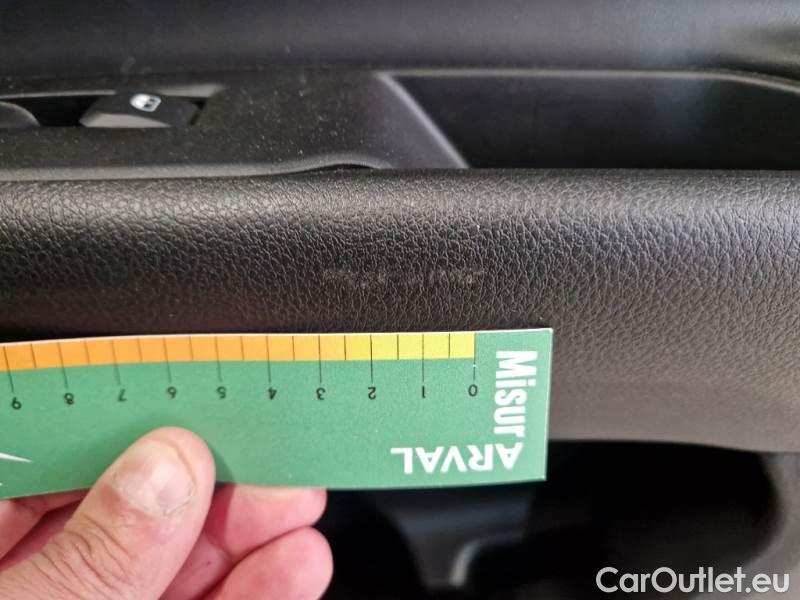 9 8 7 6 5 4 3 2 1 0
Misur
ARVAL
CarOutlet.eu